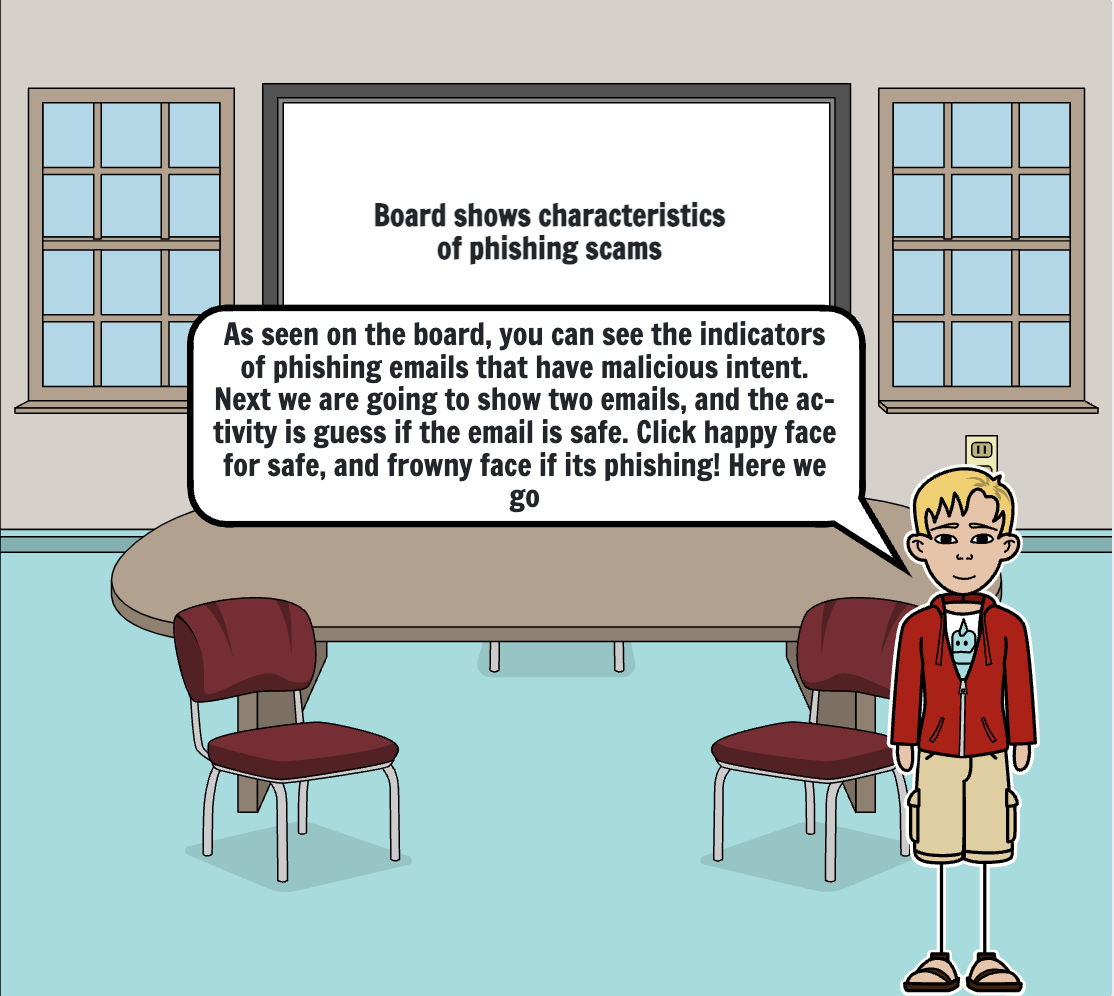 Board shows characteristics
of phishing scams
As seen on the board, you can see the indicators
of phishing emails that have malicious intent.
Next we are going to show two emails, and the ac-
tivity is guess if the email is safe. Click happy face
for safe, and frowny face if its phishing! Here we
go